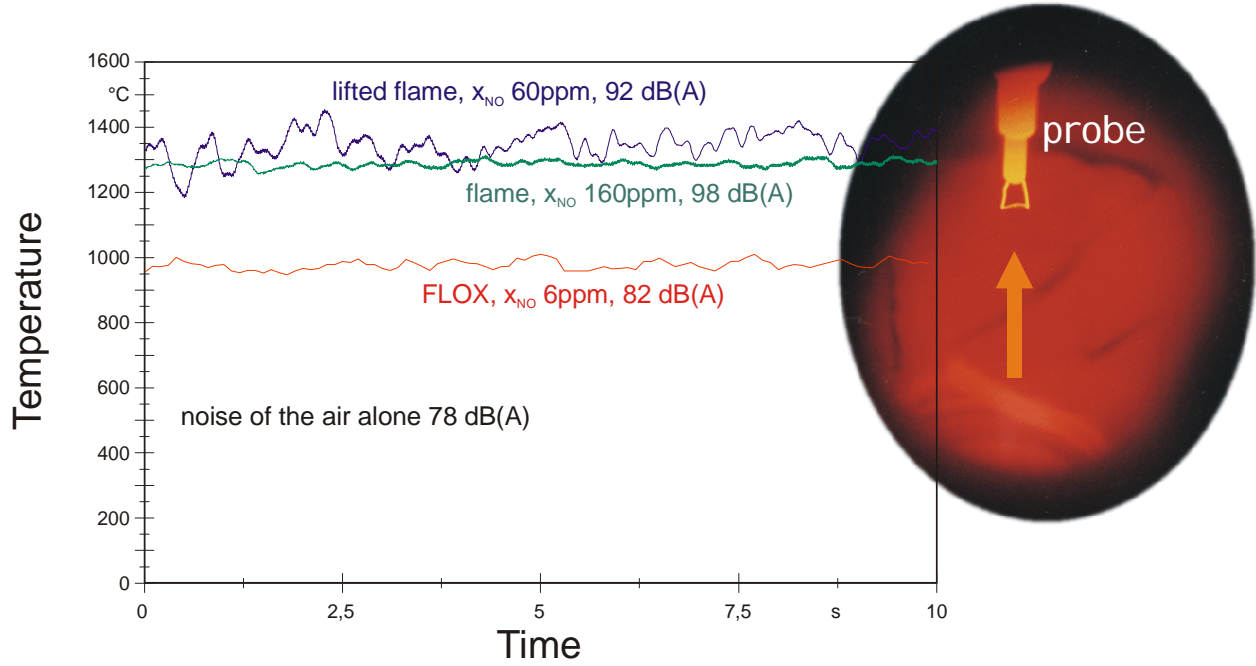 1600
°C
1400
1200
1000
800
600
400
200
0
Temperature
lifted flame, xNO 60ppm, 92 dB(A)
flame, xNO 160ppm, 98 dB(A)
FLOX, xNO 6ppm, 82 dB(A)
noise of the air alone 78 dB(A)
probe
0
2,5
5
7,5
s
10
Time